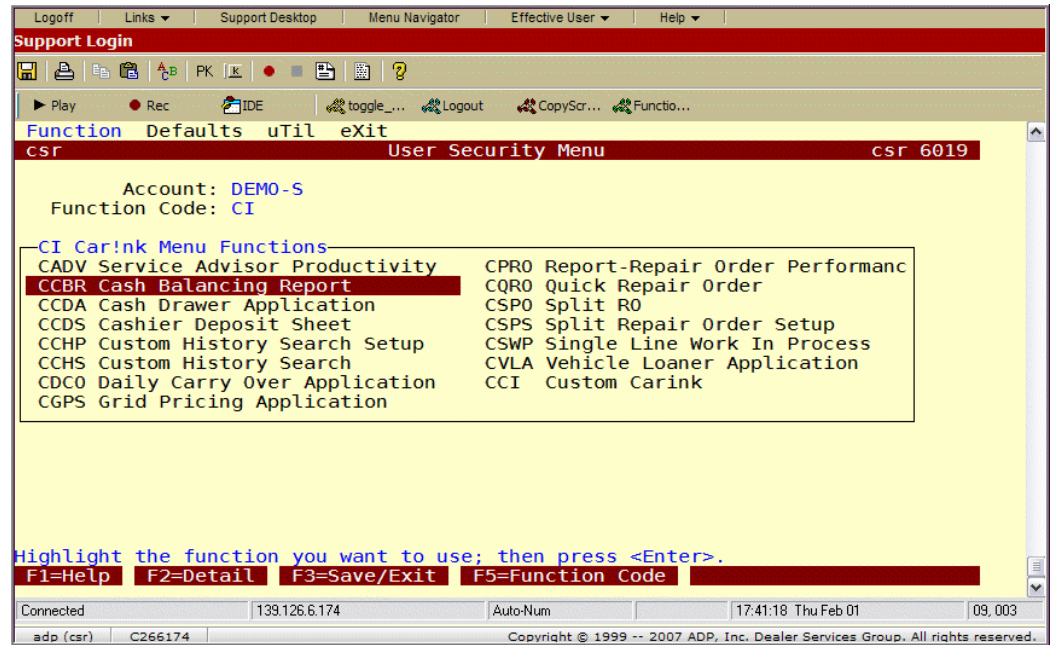 Logoff Links Support Desktop Menu Navigator Effective User Help
Support Login
PK K
Play Rec IDE toggle_... Logout CopyScr... Functio...
Function Defaults uTil eXit
csr User Security Menu csr 6019
Account: DEMO-S
Function Code: CI
CI Car!nk Menu Functions
CADV Service Advisor Productivity CPRO Report-Repair Order Performanc
CCBR Cash Balancing Report CQRO Quick Repair Order
CCDA Cash Drawer Application CSPO Split RO
CCDS Cashier Deposit Sheet CSPS Split Repair Order Setup
CCHP Custom History Search Setup CSWP Single Line Work In Process
CCHS Custom History Search CVLA Vehicle Loaner Application
CDCO Daily Carry Over Application CCI Custom Carink
CGPS Grid Pricing Application
Highlight the function you want to use; then press <Enter>.
F1=Help F2=Detail F3=Save/Exit F5=Function Code
Connected 139.126.6.174 Auto-Num 17:41:18 Thu Feb 01 09, 003
adp (csr) C266174 Copyright © 1999 -- 2007 ADP, Inc. Dealer Services Group. All rights reserved.